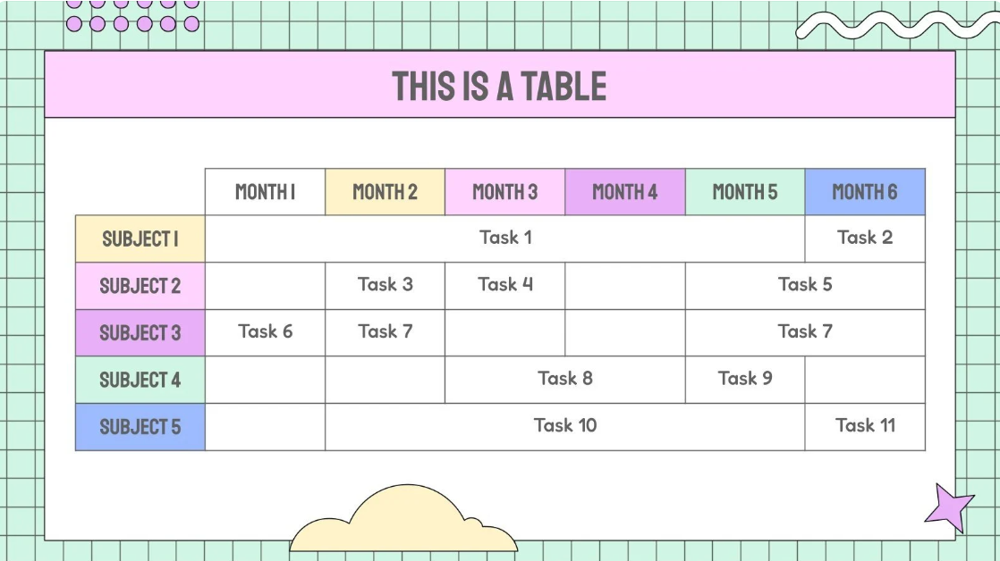 THIS IS A TABLE
MONTH 1 MONTH 2 MONTH 3 MONTH 4 MONTH 5 MONTH 6
SUBJECT 1 Task 1 Task 2
SUBJECT 2 Task 3 Task 4 Task 5
SUBJECT 3 Task 6 Task 7 Task 7
SUBJECT 4 Task 8 Task 9
SUBJECT 5 Task 10 Task 11